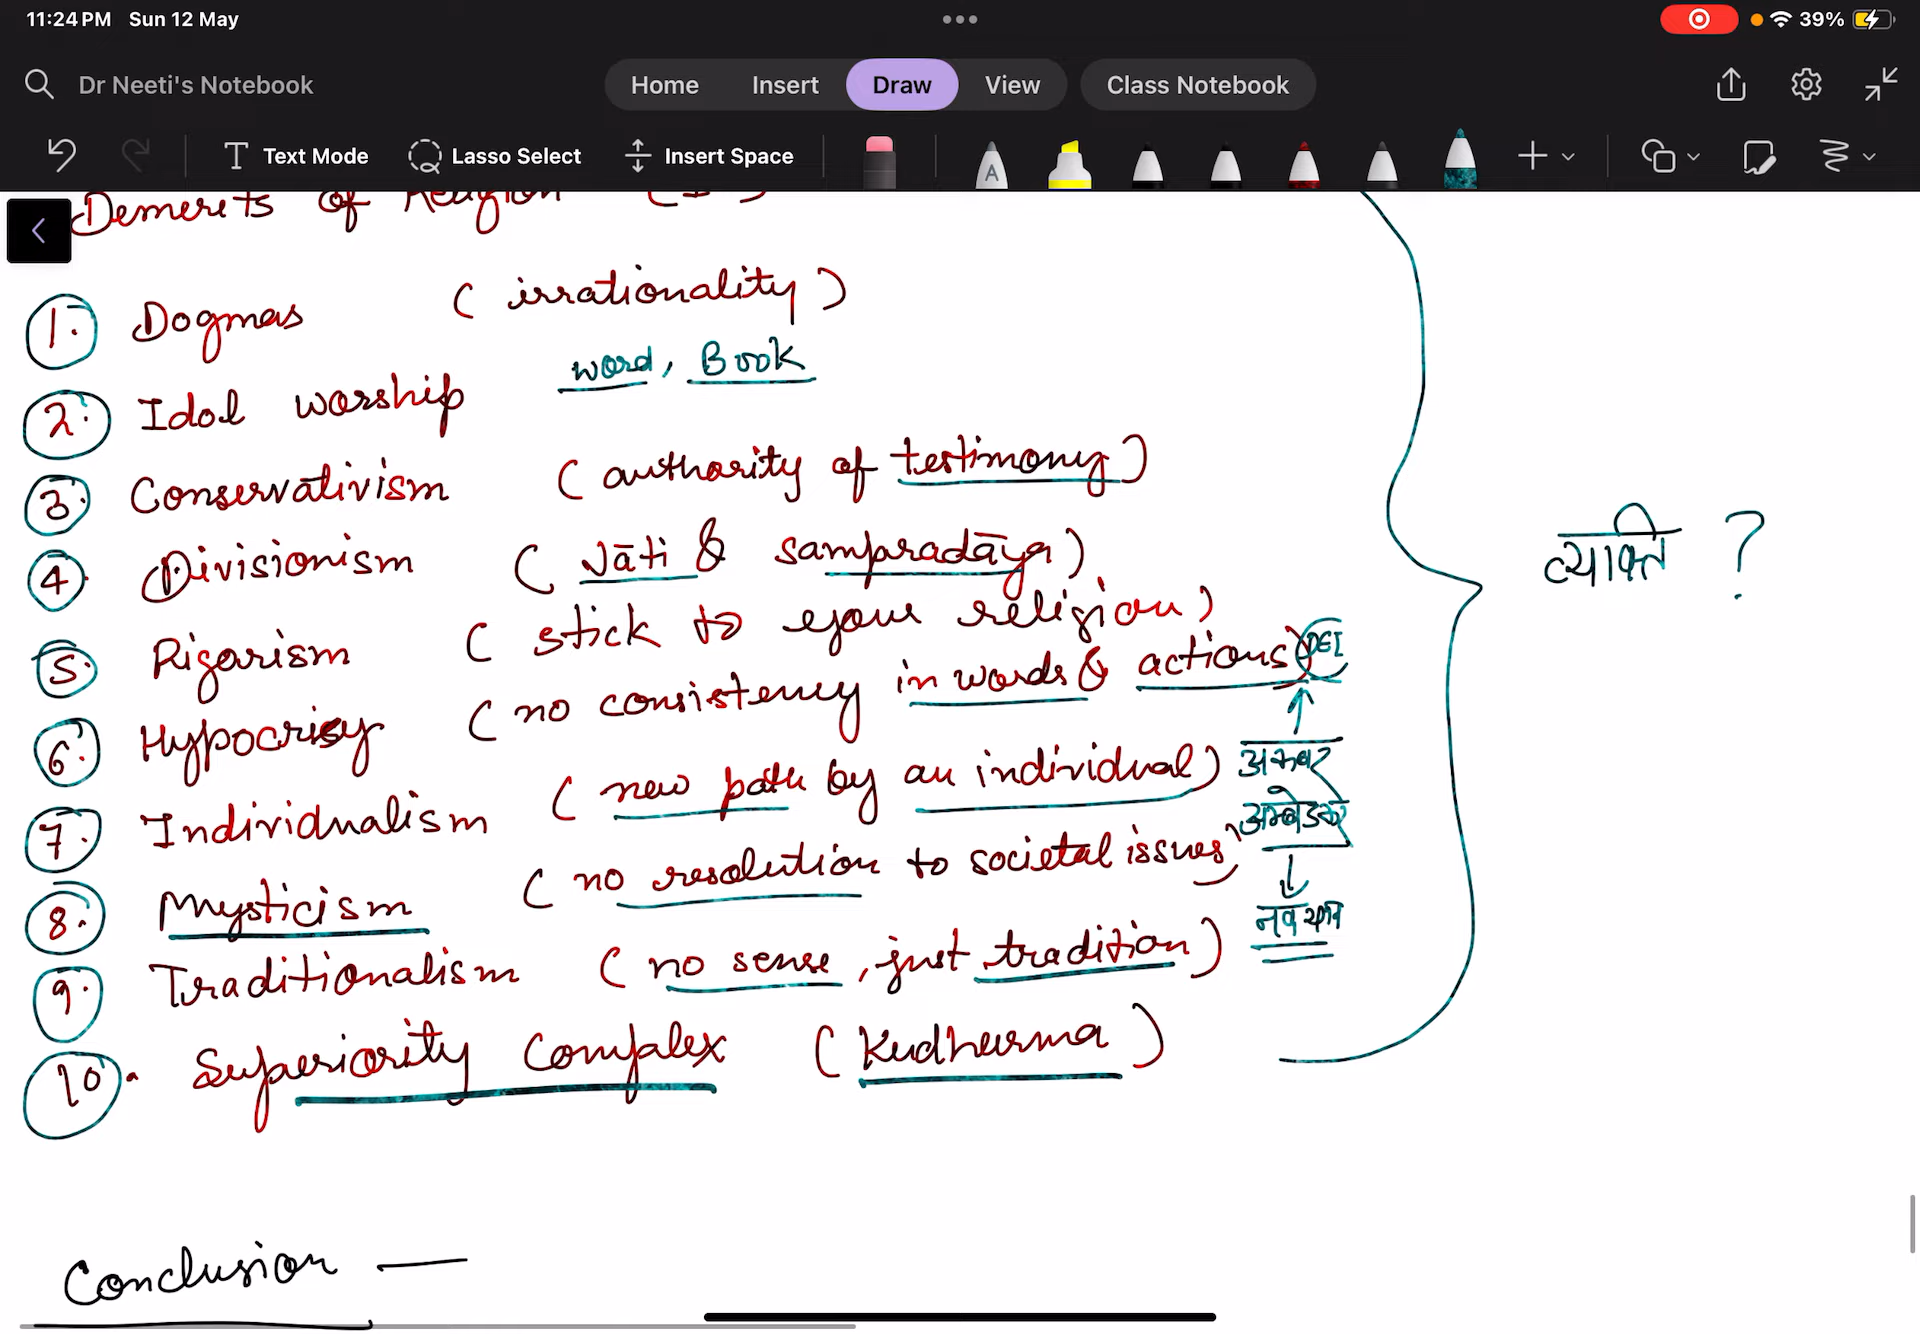 11:24 PM Sun 12 May
39%
Dr Neeti's Notebook
Home Insert Draw View Class Notebook
Text Mode Lasso Select Insert Space A
Demerits of Religion
1. Dogmas (irrationality)
word, Book
2. Idol worship
3. Conservativism (authority of testimony)
4. Divisionism (Jāti & sampradāya)
5. Rigorism (stick to your religion)
6. Hypocrisy (no consistency in words & actions)
7. Individualism (new path by an individual)
8. Mysticism (no resolution to societal issues)
9. Traditionalism (no sense, just tradition)
10. Superiority Complex (Kudharma)
अकबर
अम्बेडकर
नवयान
व्यक्ति ?
Conclusion —